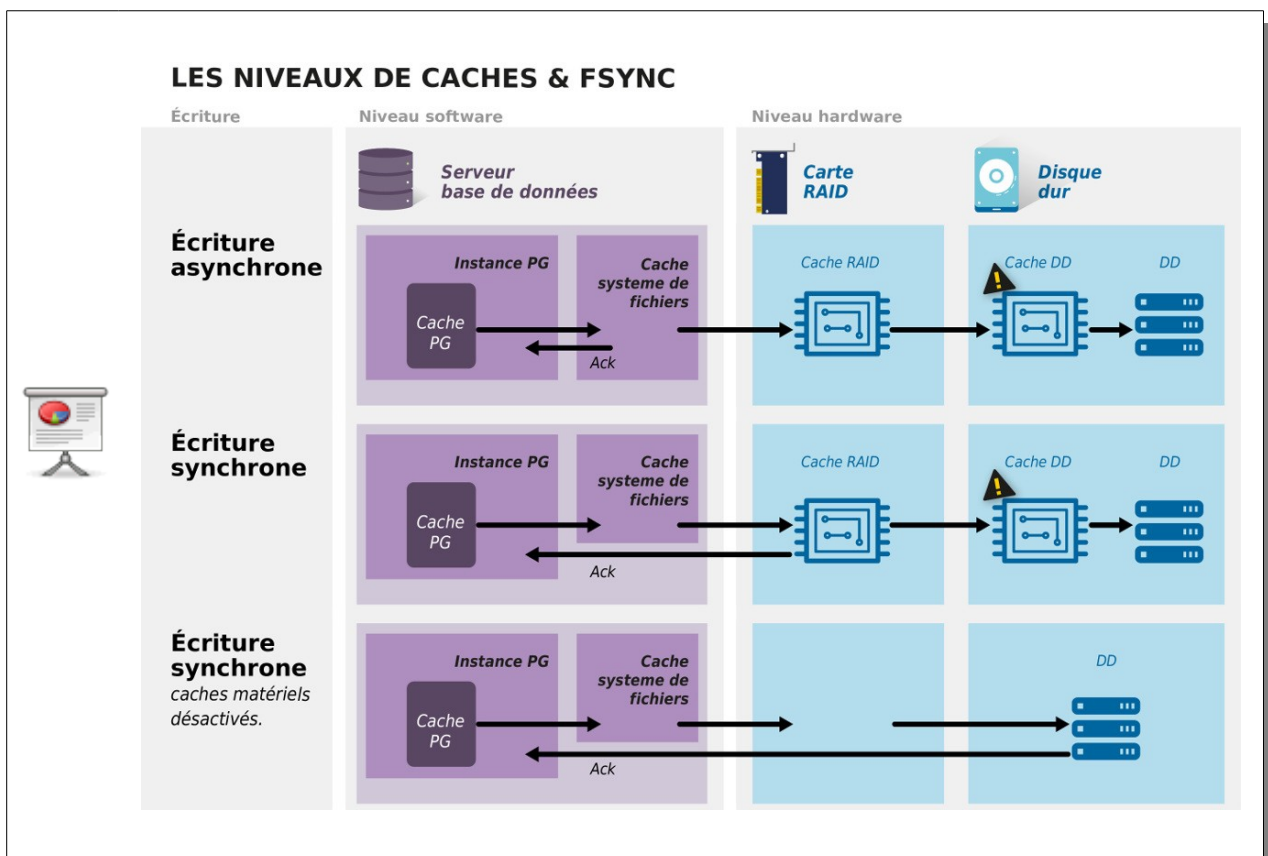 LES NIVEAUX DE CACHES & FSYNC
Écriture
Niveau software
Niveau hardware
Serveur
base de données
Carte
RAID
Disque
dur
Écriture
asynchrone
Instance PG
Cache
systeme de
fichiers
Cache
PG
Ack
Cache RAID
Cache DD
DD
Écriture
synchrone
Instance PG
Cache
systeme de
fichiers
Cache
PG
Ack
Cache RAID
Cache DD
DD
Écriture
synchrone
caches matériels
désactivés.
Instance PG
Cache
systeme de
fichiers
Cache
PG
Ack
DD